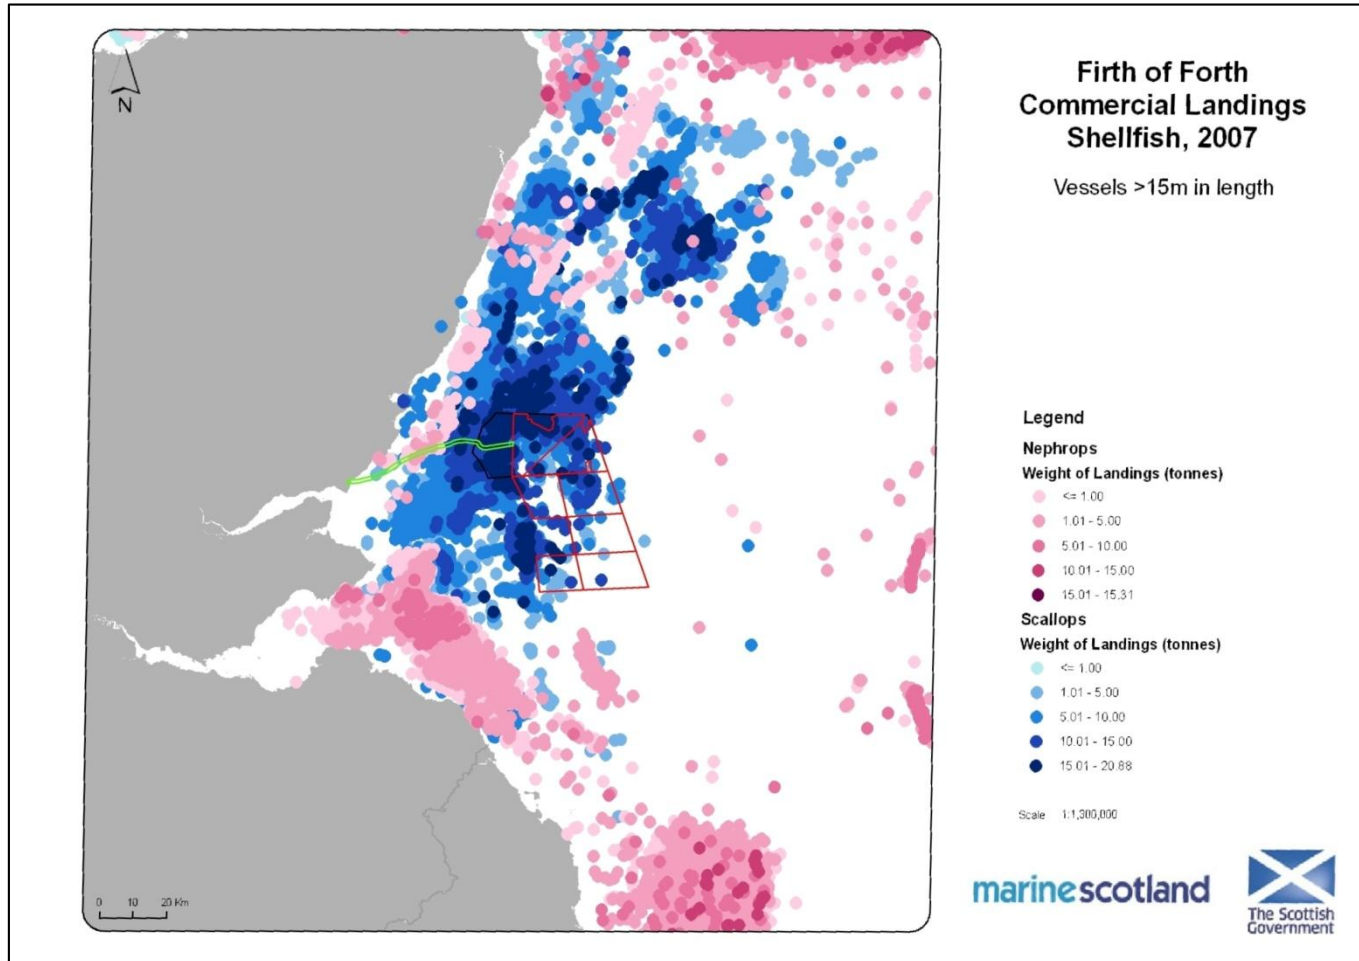 N
Firth of Forth
Commercial Landings
Shellfish, 2007
Vessels >15m in length
Legend
Nephrops
Weight of Landings (tonnes)
<= 1.00
1.01 - 5.00
5.01 - 10.00
10.01 - 15.00
15.01 - 15.31
Scallops
Weight of Landings (tonnes)
<= 1.00
1.01 - 5.00
5.01 - 10.00
10.01 - 15.00
15.01 - 20.88
Scale 1:1,300,000
0 10 20 Km
marinescotland
The Scottish
Government